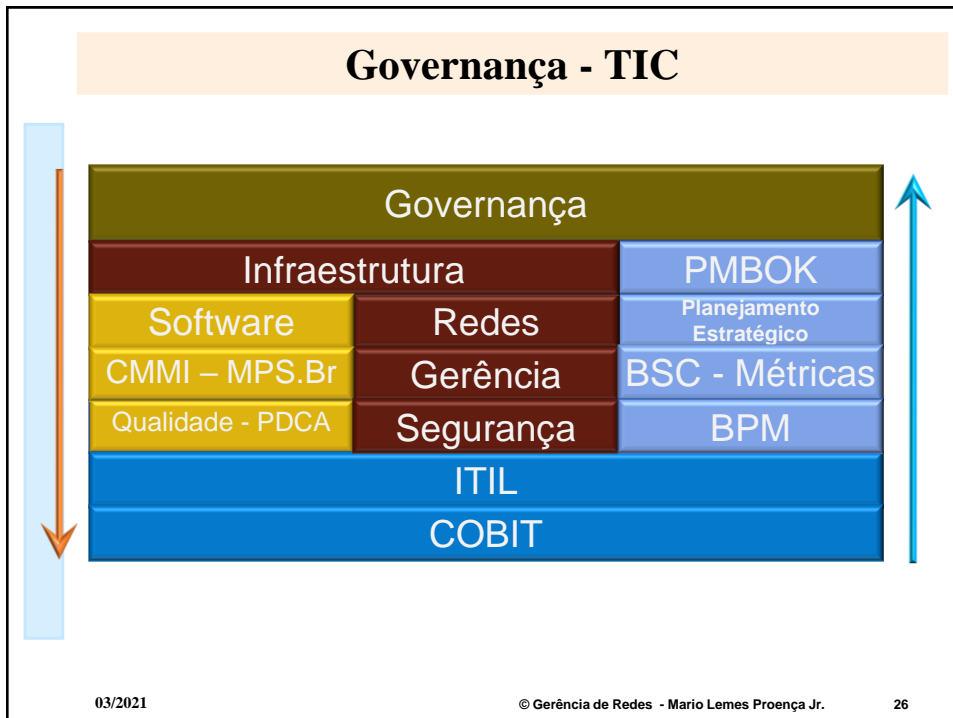 Governança - TIC
Governança
Infraestrutura
PMBOK
Software
Redes
Planejamento
Estratégico
CMMI – MPS.Br
Gerência
BSC - Métricas
Qualidade - PDCA
Segurança
BPM
ITIL
COBIT
03/2021
© Gerência de Redes - Mario Lemes Proença Jr.
26